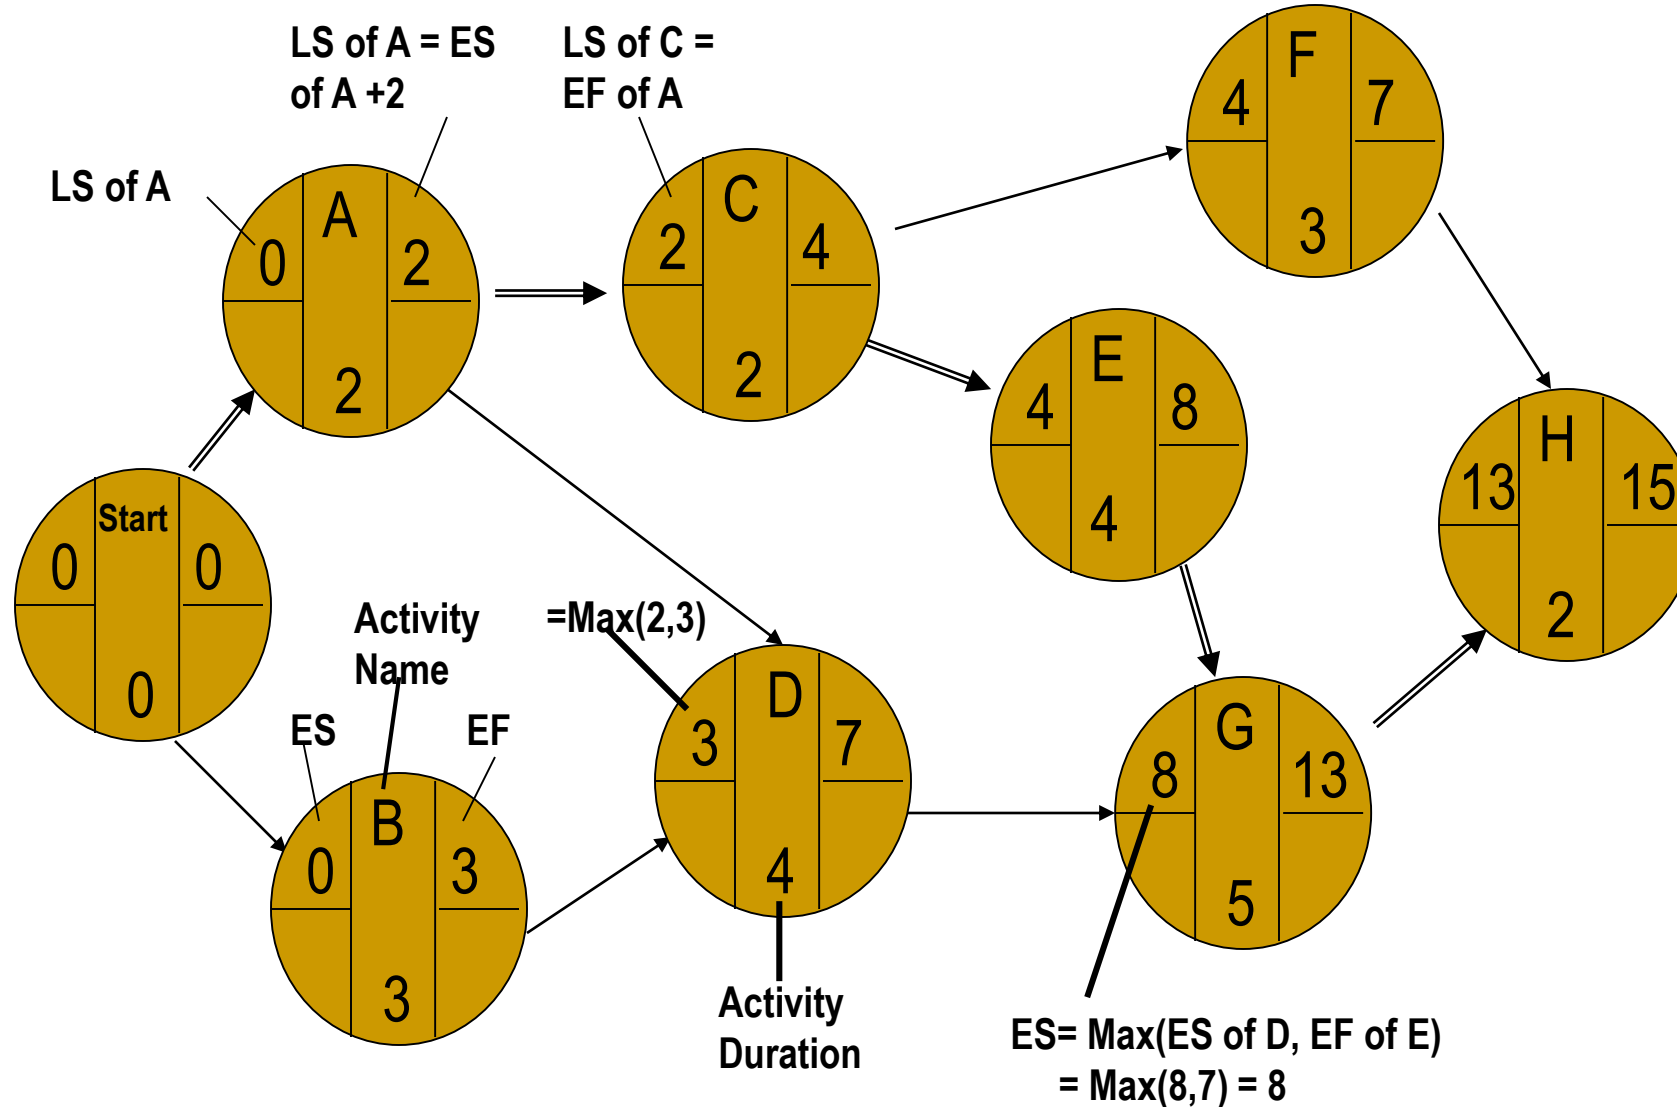 LS of A = ES
of A +2
LS of C =
EF of A
LS of A
A
0
2
2
C
2
4
2
F
4
7
3
E
4
8
4
H
13
15
2
Start
0
0
0
Activity
Name
ES
EF
B
0
3
3
=Max(2,3)
D
3
7
4
Activity
Duration
G
8
13
5
ES= Max(ES of D, EF of E)
= Max(8,7) = 8